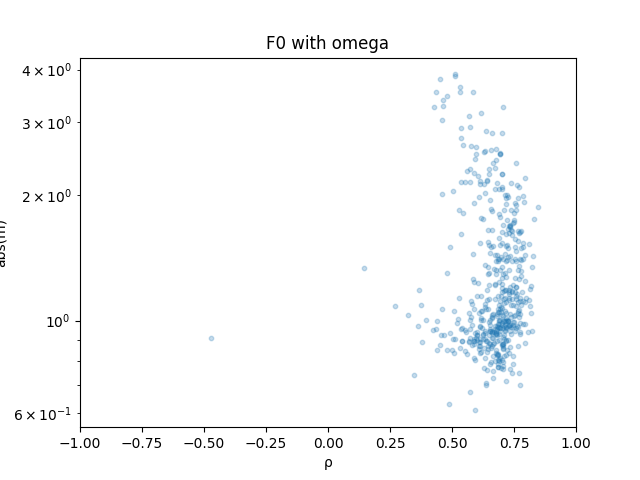 F0 with omega
4 × 10⁰
3 × 10⁰
2 × 10⁰
10⁰
6 × 10⁻¹
abs(m)
−1.00 −0.75 −0.50 −0.25 0.00 0.25 0.50 0.75 1.00
ρ